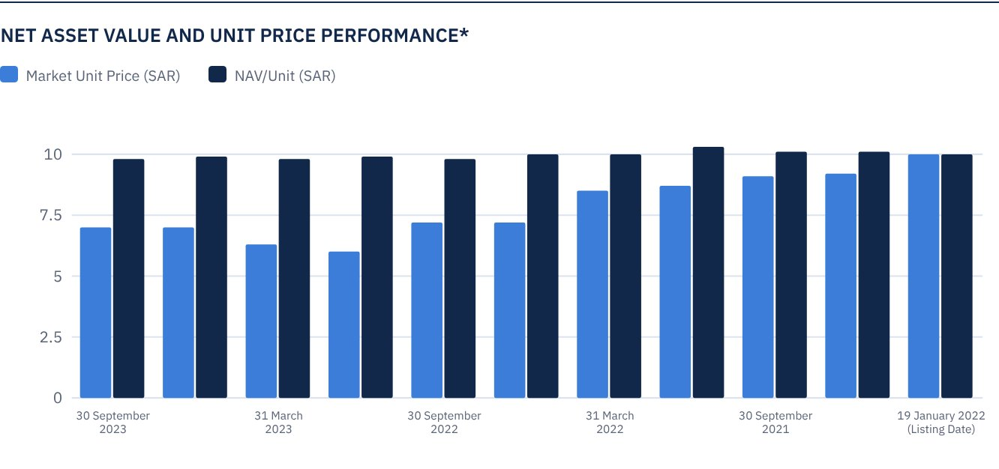 NET ASSET VALUE AND UNIT PRICE PERFORMANCE*
Market Unit Price (SAR) NAV/Unit (SAR)
10
7.5
5
2.5
0
30 September 31 March 30 September 31 March 30 September 19 January 2022
2023 2023 2022 2022 2021 (Listing Date)